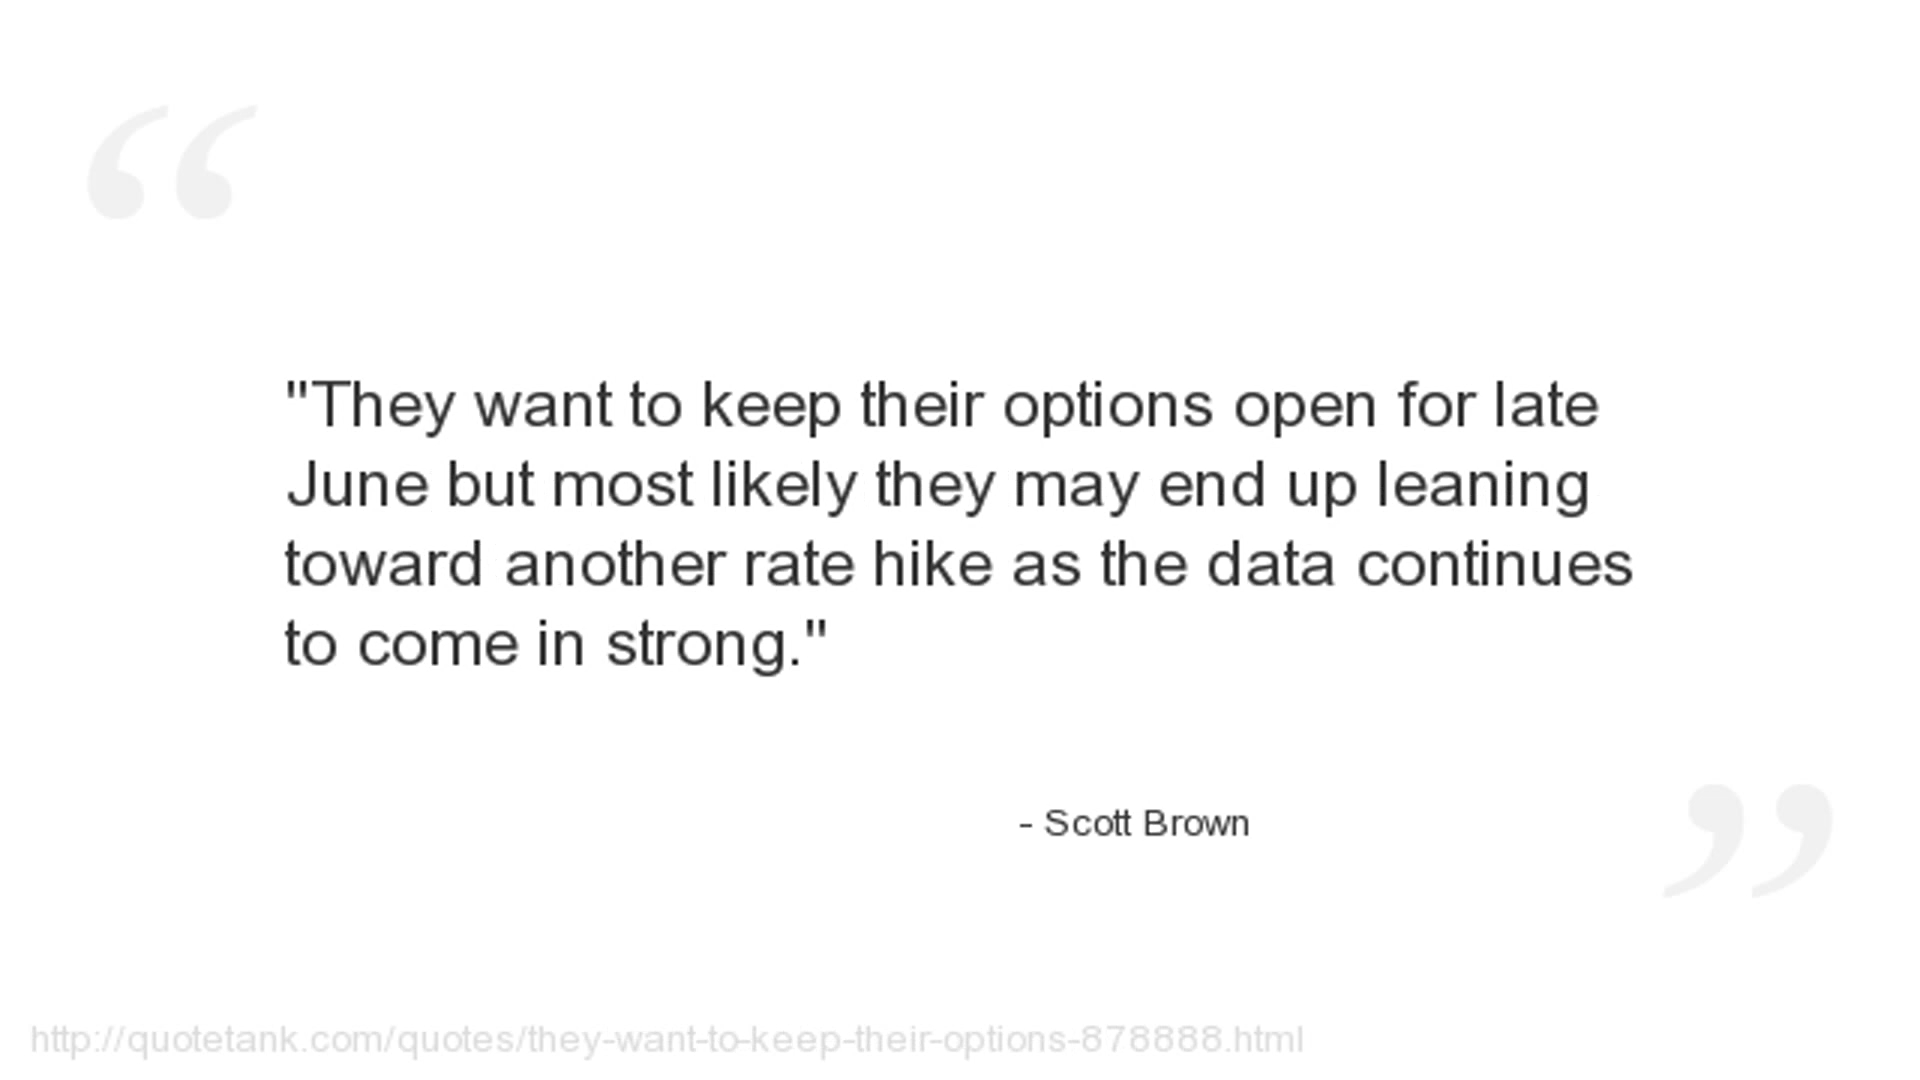 "They want to keep their options open for late
June but most likely they may end up leaning
toward another rate hike as the data continues
to come in strong."
- Scott Brown
http://quotetank.com/quotes/they-want-to-keep-their-options-878888.html